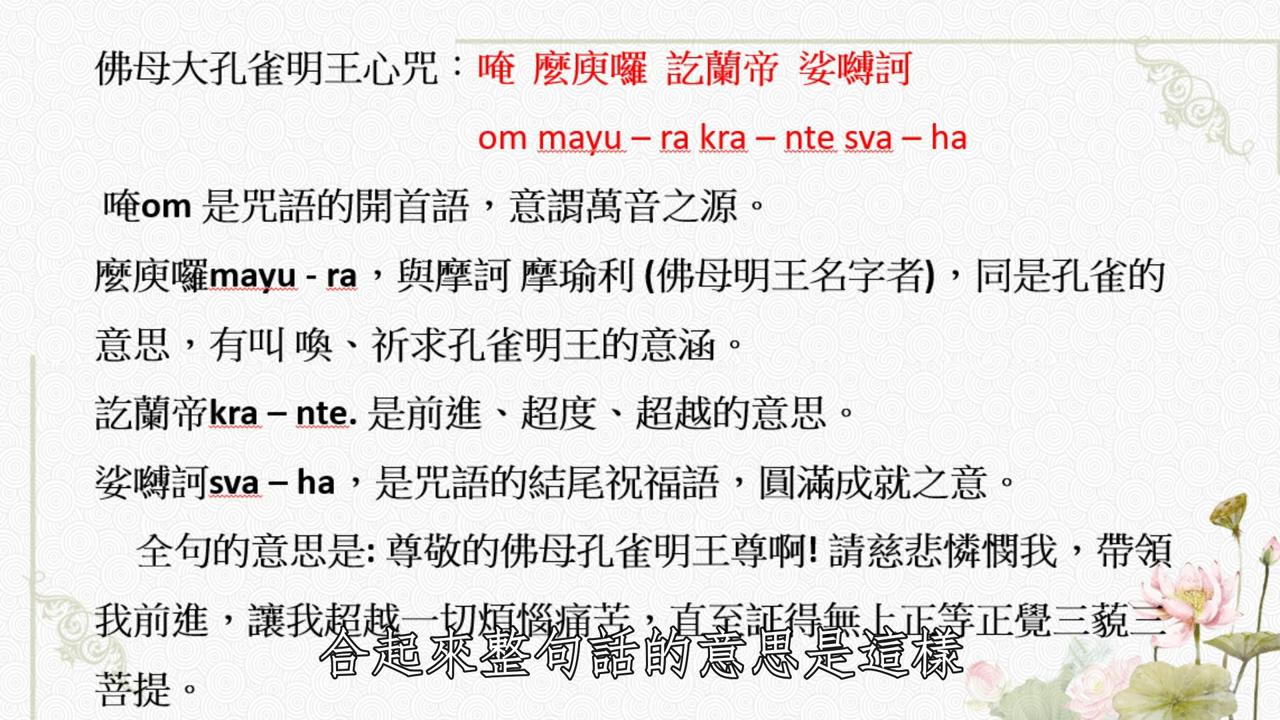 佛母大孔雀明王心咒：唵 麼庾囉 訖蘭帝 娑嚩訶
om mayu – ra kra – nte sva – ha
唵om 是咒語的開首語，意謂萬音之源。
麼庾囉mayu - ra，與摩訶 摩瑜利 (佛母明王名字者)，同是孔雀的
意思，有叫 喚、祈求孔雀明王的意涵。
訖蘭帝kra – nte. 是前進、超度、超越的意思。
娑嚩訶sva – ha，是咒語的結尾祝福語，圓滿成就之意。
全句的意思是: 尊敬的佛母孔雀明王尊啊! 請慈悲憐憫我，帶領
我前進，讓我超越一切煩惱痛苦，直至証得無上正等正覺三藐三
合起來整句話的意思是這樣
菩提。